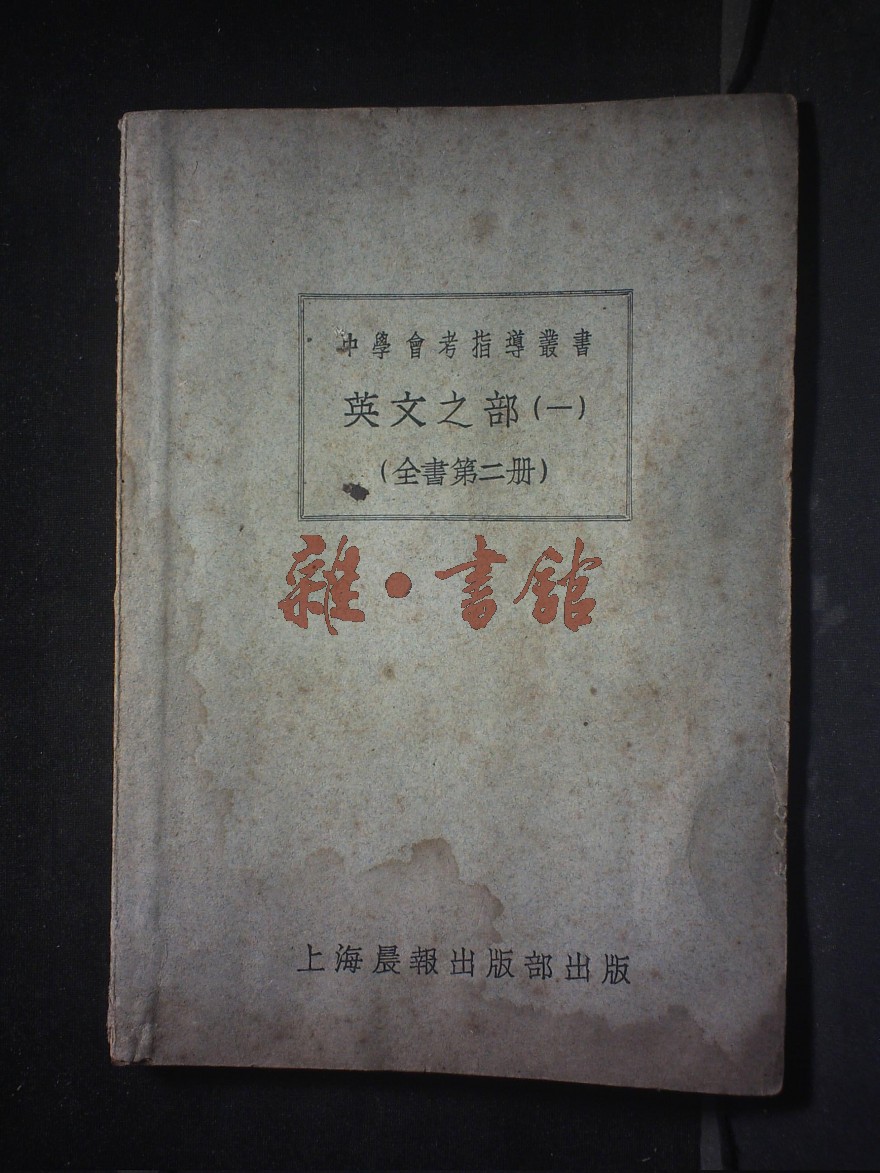 中學會考指導叢書
英文之部(一)
(全書第二册)
雜·書館
上海晨報出版部出版